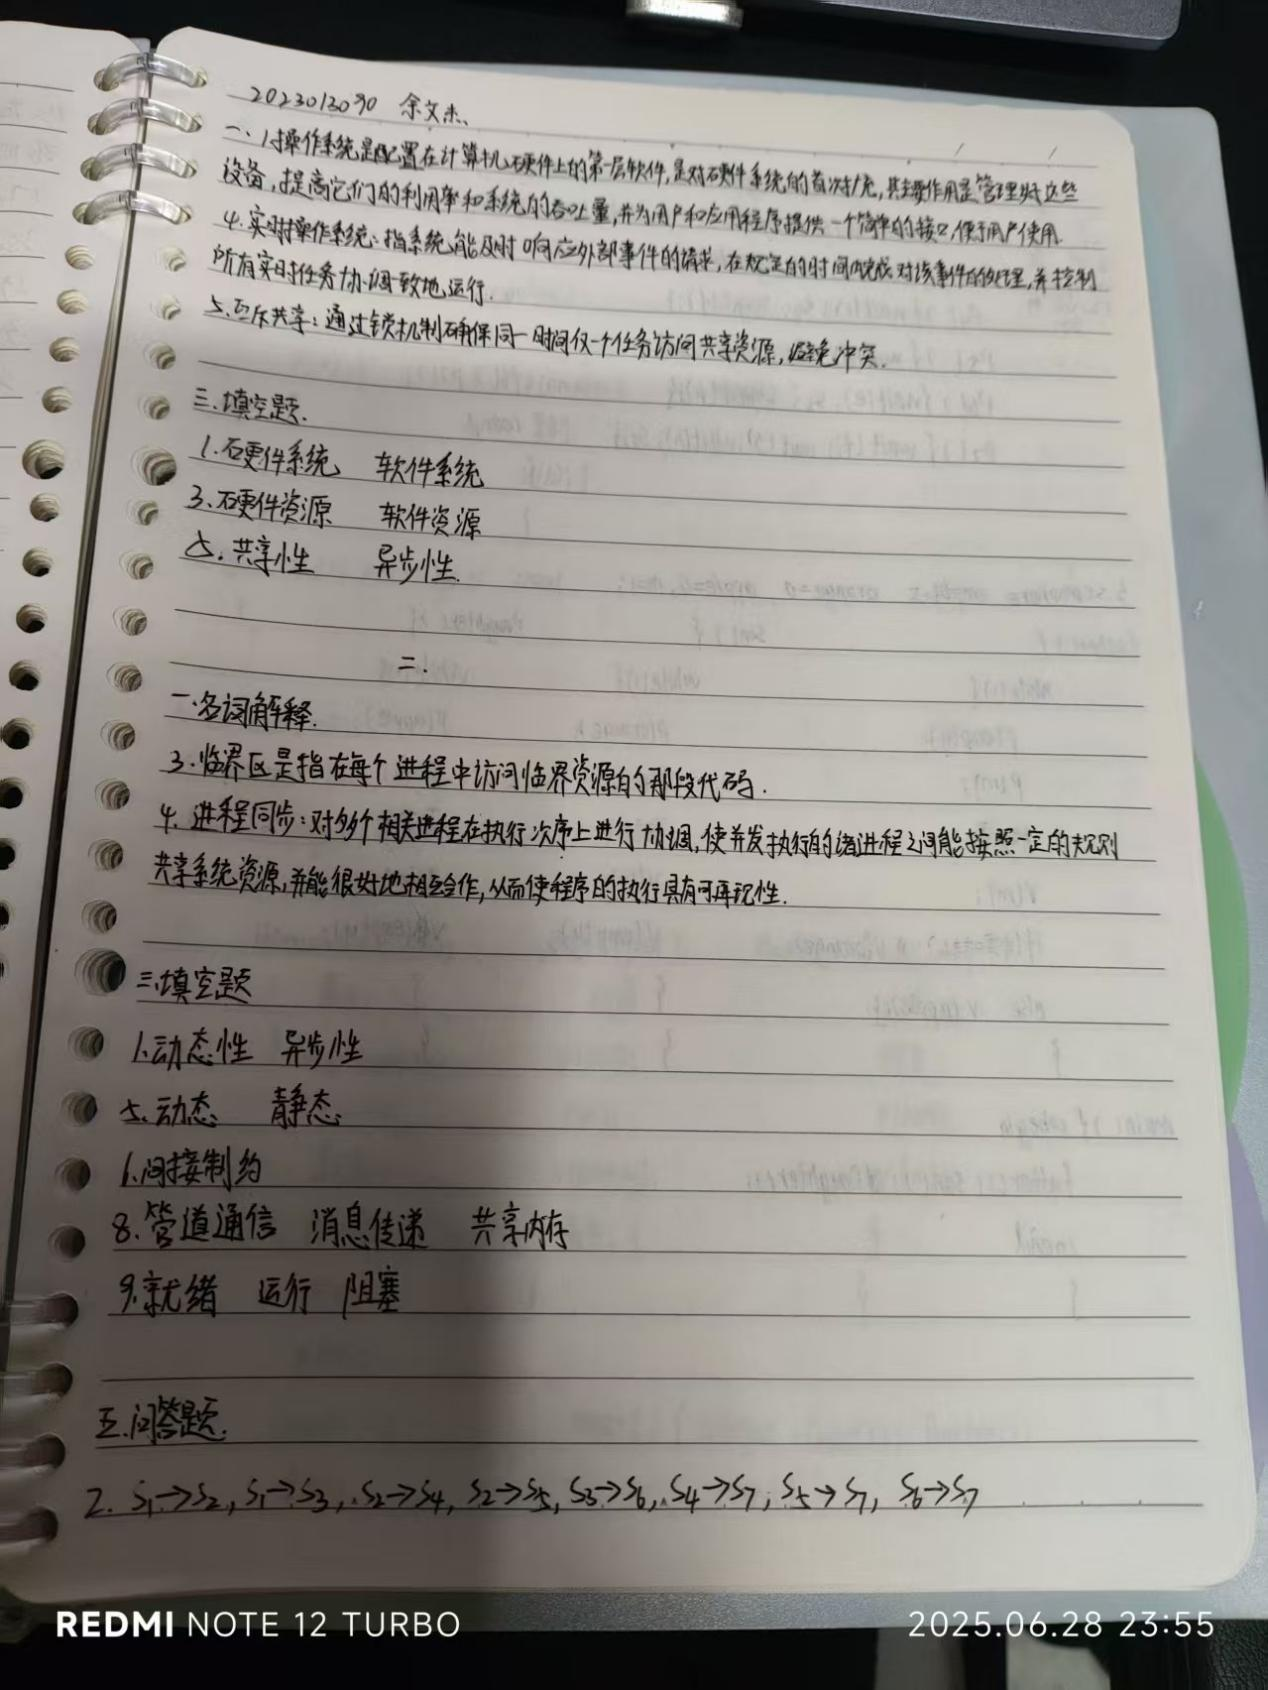 2023013090 余文杰
一、1.操作系统是配置在计算机硬件上的第一层软件,是对硬件系统的首次扩充,其主要作用是管理好这些
设备,提高它们的利用率和系统的吞吐量,并为用户和应用程序提供一个简单的接口,便于用户使用.
4.实时操作系统:指系统能及时响应外部事件的请求,在规定的时间内完成对该事件的处理,并控制
所有实时任务协调一致地运行.
5.互斥共享:通过锁机制确保同一时间仅一个任务访问共享资源,避免冲突.
三.填空题.
1.硬件系统 软件系统
3.硬件资源 软件资源
5.共享性 异步性.
二.
一.名词解释.
3.临界区是指在每个进程中访问临界资源的那段代码.
4.进程同步:对多个相关进程在执行次序上进行协调,使并发执行的诸进程之间能按照一定的规则
共享系统资源,并能很好地相互合作,从而使程序的执行具有可再现性.
三.填空题
1.动态性 异步性
5.动态 静态
6.间接制约
8.管道通信 消息传递 共享内存
9.就绪 运行 阻塞
五.问答题.
2. S1→S2, S1→S3, S2→S4, S2→S5, S3→S6, S4→S7, S5→S7, S6→S7
REDMI NOTE 12 TURBO
2025.06.28 23:55